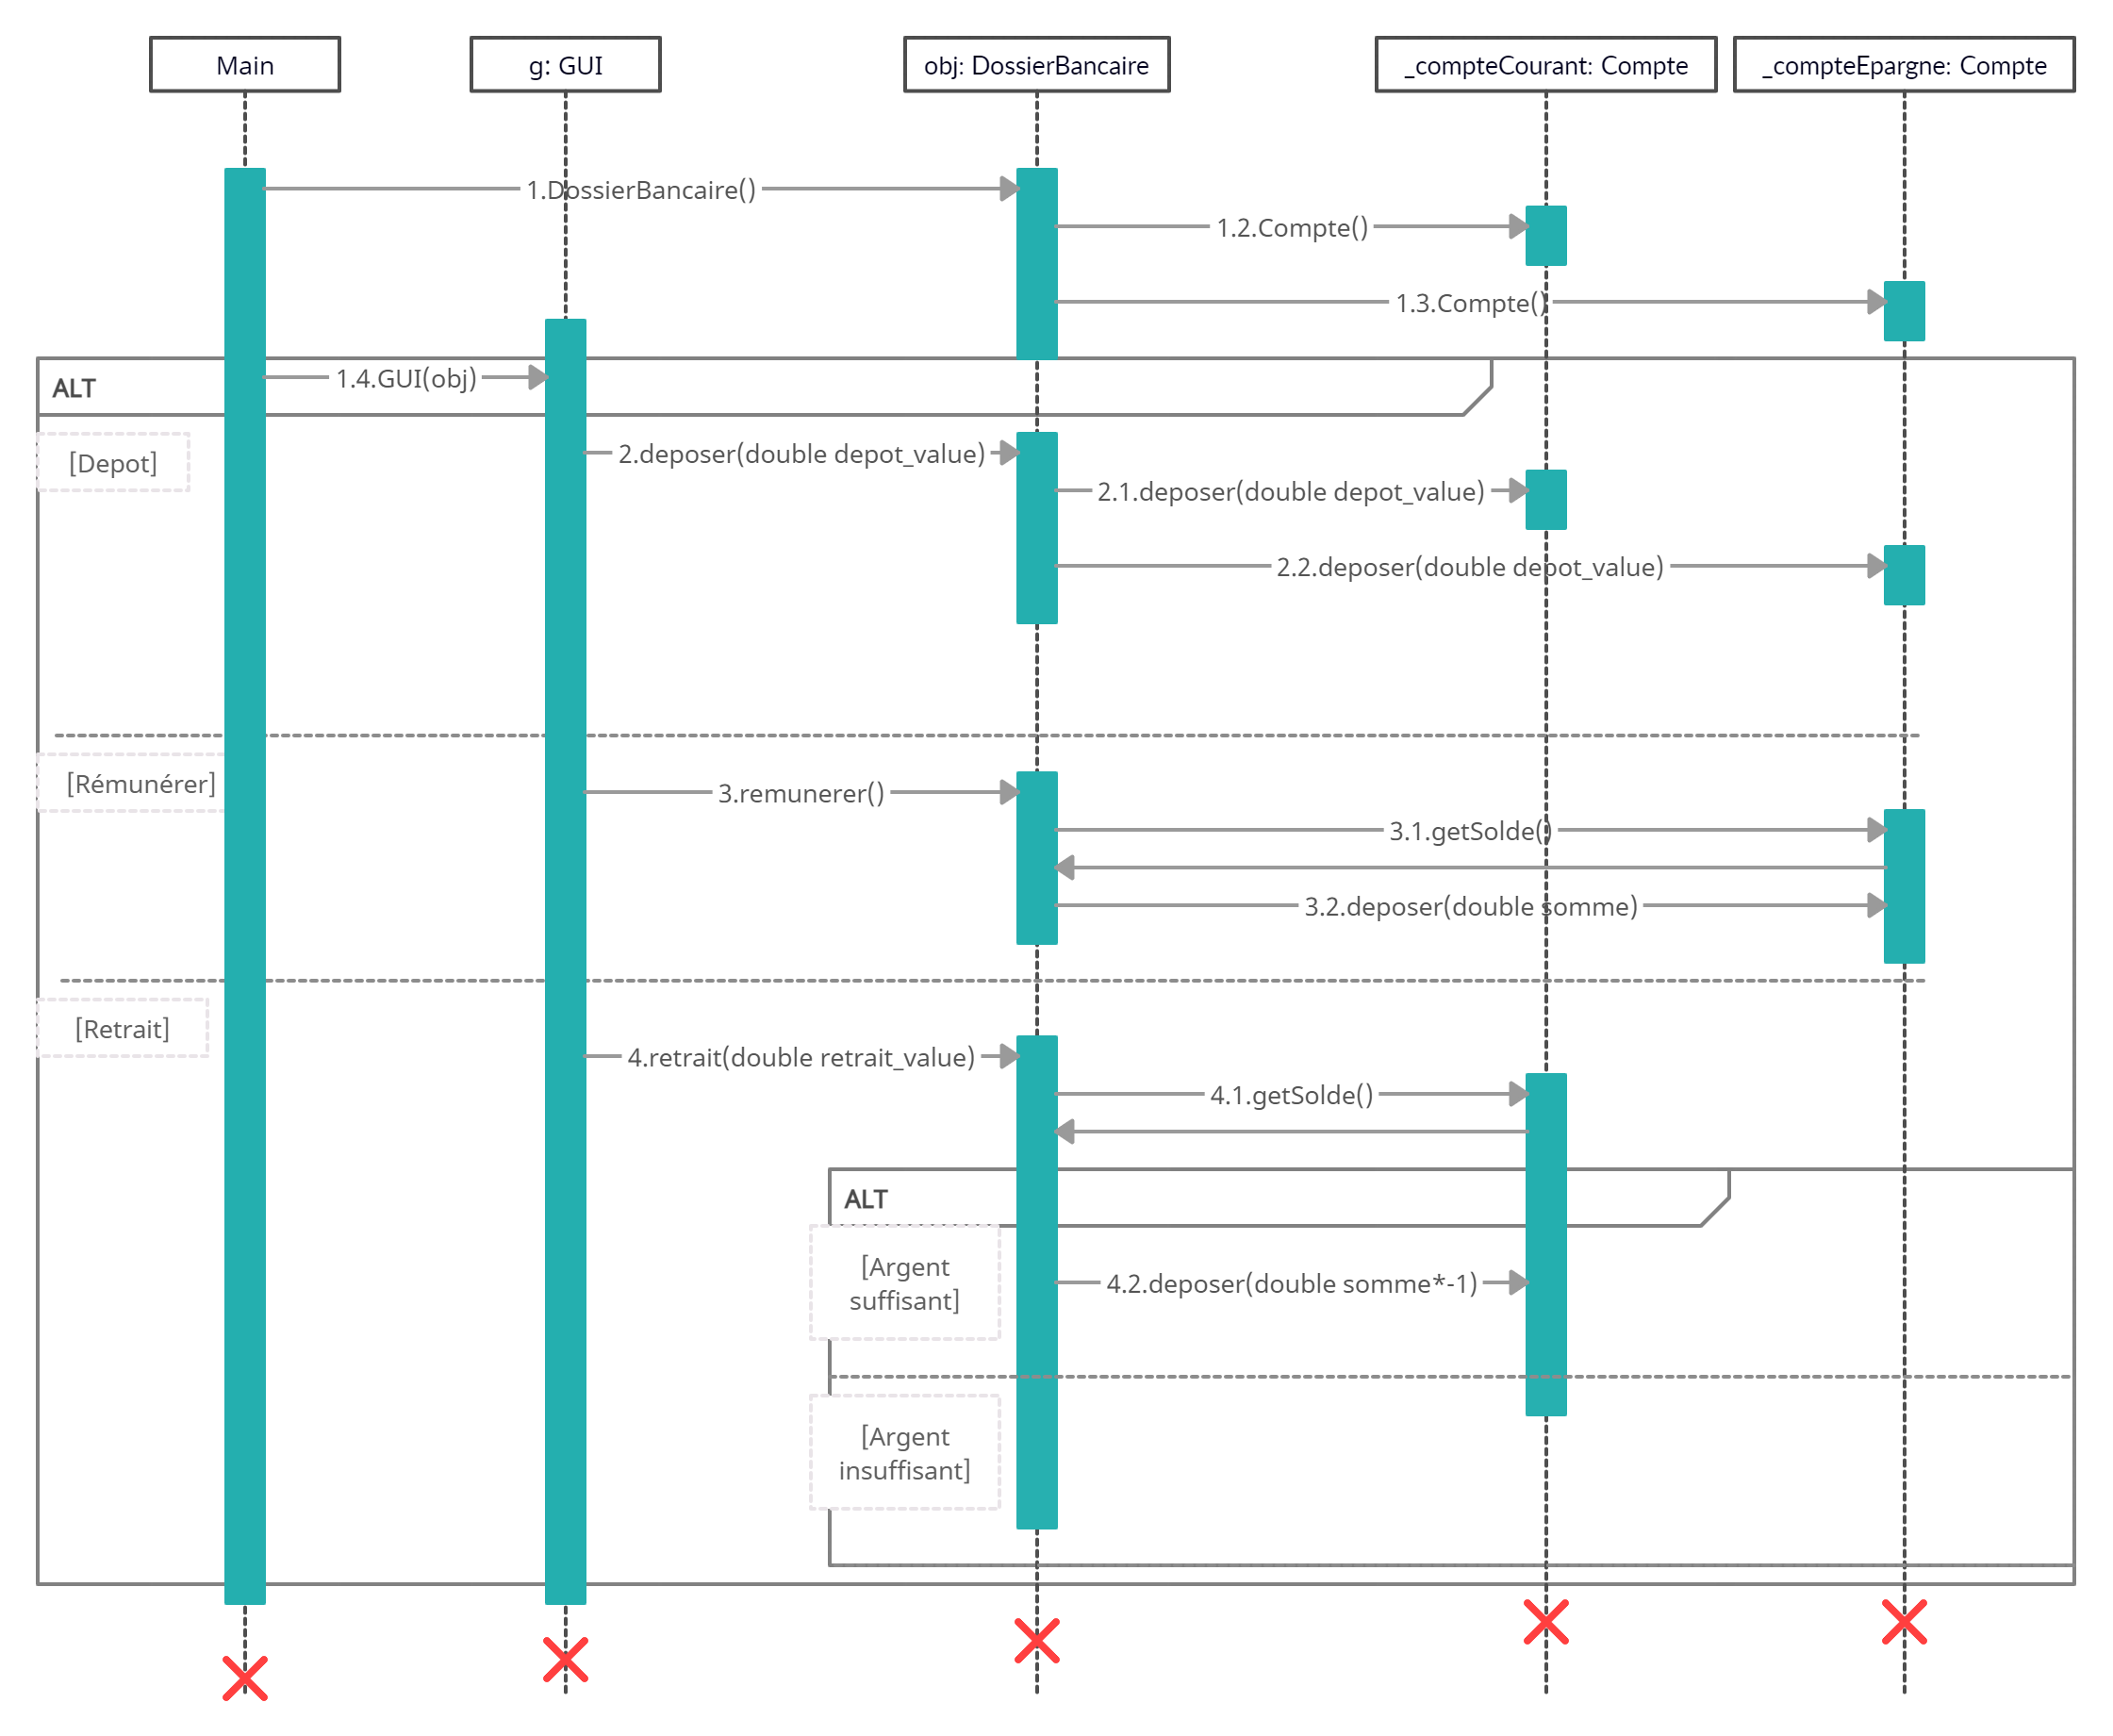 Main
g: GUI
obj: DossierBancaire
_compteCourant: Compte
_compteEpargne: Compte
1.DossierBancaire()
1.2.Compte()
1.3.Compte()
1.4.GUI(obj)
ALT
[Depot]
2.deposer(double depot_value)
2.1.deposer(double depot_value)
2.2.deposer(double depot_value)
[Rémunérer]
3.remunerer()
3.1.getSolde()
3.2.deposer(double somme)
[Retrait]
4.retrait(double retrait_value)
4.1.getSolde()
ALT
[Argent
suffisant]
4.2.deposer(double somme*-1)
[Argent
insuffisant]